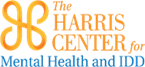 The
HARRIS
CENTER for
Mental Health and IDD